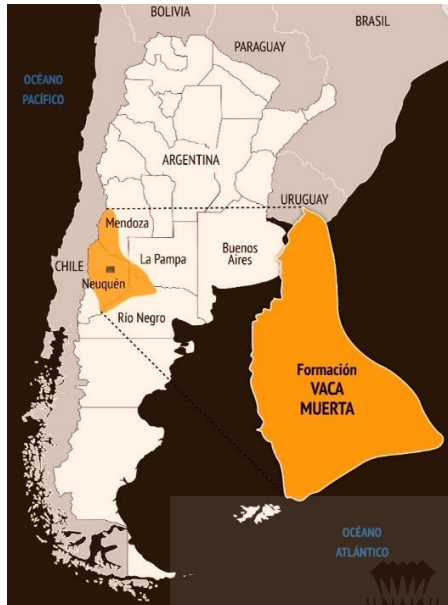 BOLIVIA
BRASIL
PARAGUAY
OCÉANO
PACÍFICO
ARGENTINA
URUGUAY
Mendoza
Buenos
Aires
La Pampa
CHILE
Neuquén
Río Negro
Formación
VACA
MUERTA
OCÉANO
ATLÁNTICO